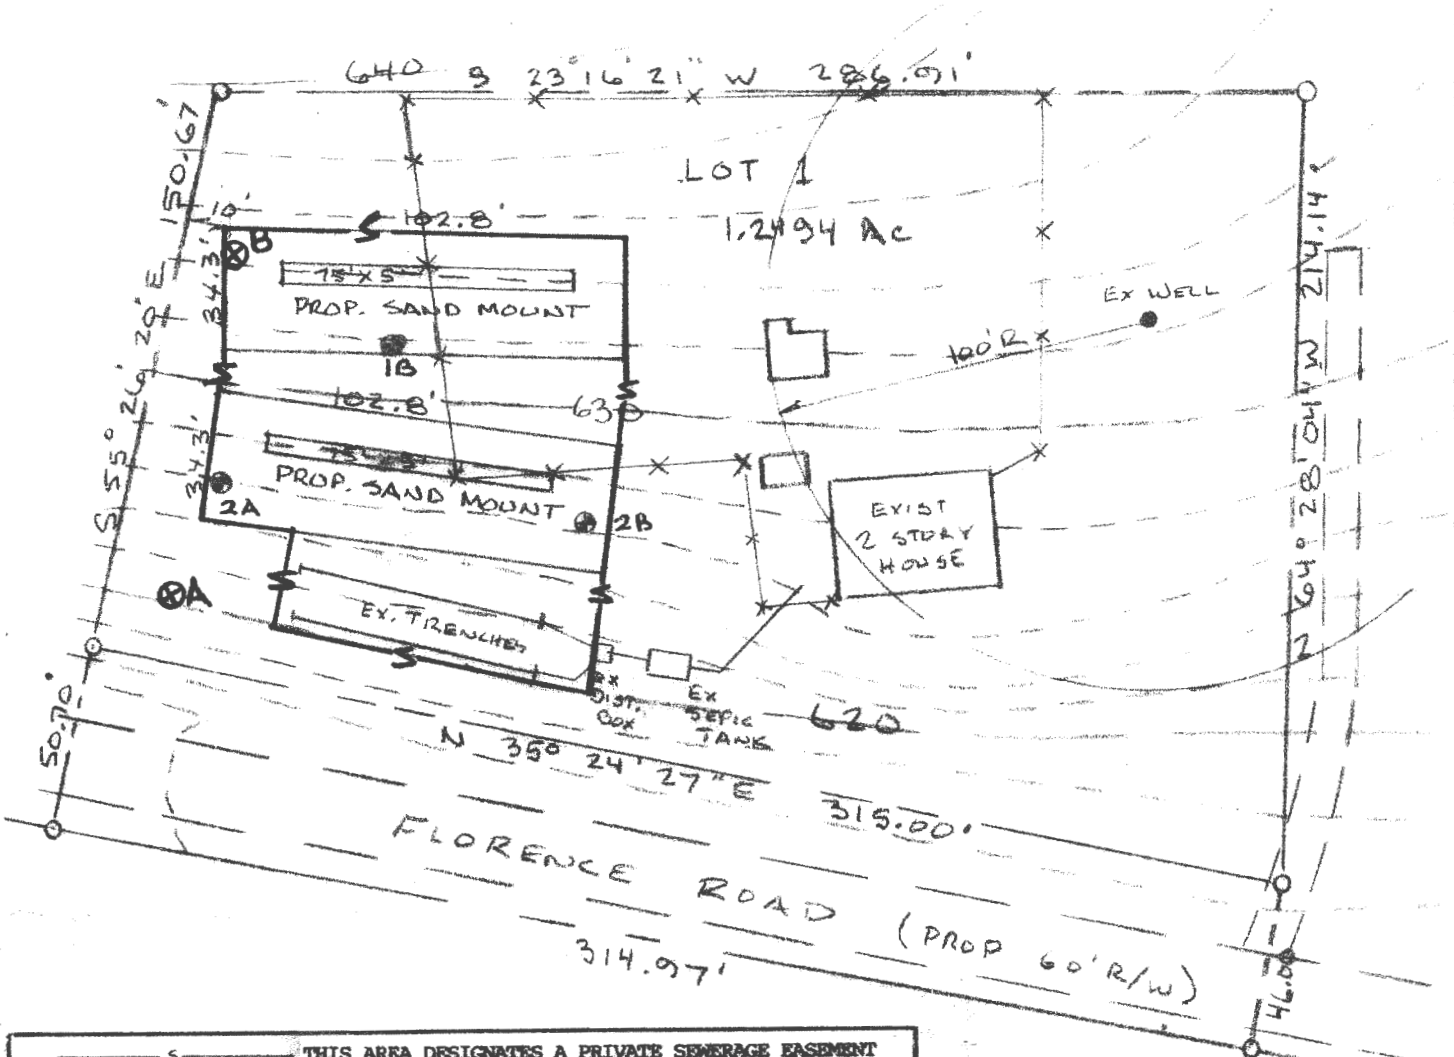 640 S 23° 16' 21" W 286.91'
150.67'
LOT 1
1.2494 Ac
10'
102.8'
B
34.3'
75' X 5'
PROP. SAND MOUNT
1B
EX WELL
100'R
214.14'
S 55° 26' 20" E
102.8'
630
34.3'
PROP. SAND MOUNT
2A
2B
EXIST
2 STORY
HOUSE
64° 28' 04" W
A
EX. TRENCHES
EX
DIST.
BOX
EX
SEPIC
TANK
620
50.70'
N 35° 24' 27" E 315.00'
FLORENCE ROAD (PROP 60' R/W)
314.97'
46.00
S THIS AREA DESIGNATES A PRIVATE SEWERAGE EASEMENT